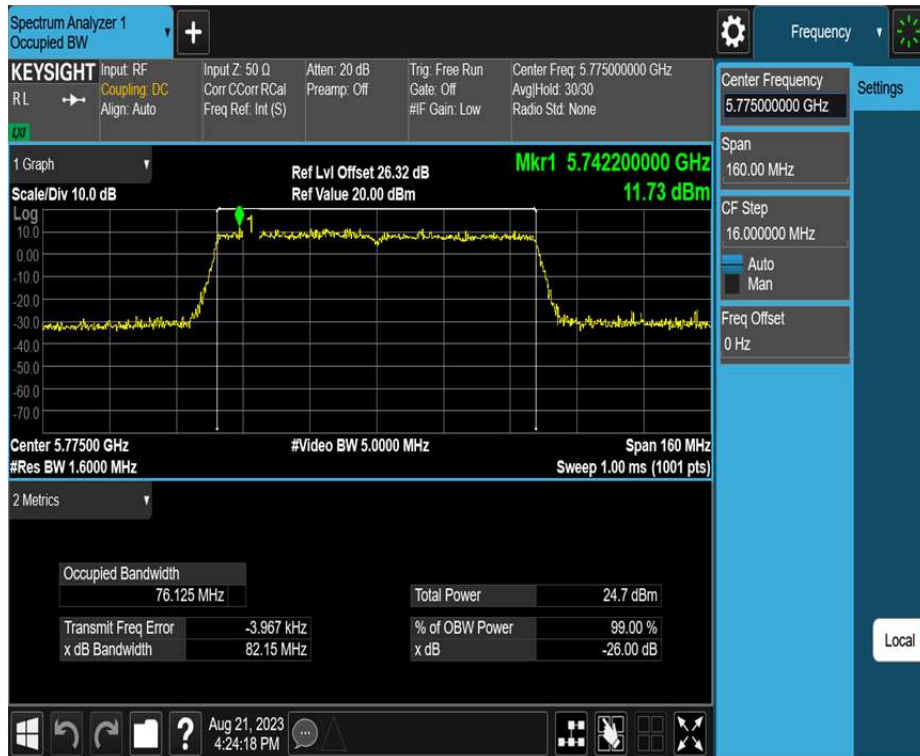 Spectrum Analyzer 1
Occupied BW
+
Frequency
KEYSIGHT
RL
LXI
Input: RF
Coupling: DC
Align: Auto
Input Z: 50 Ω
Corr CCorr RCal
Freq Ref: Int (S)
Atten: 20 dB
Preamp: Off
Trig: Free Run
Gate: Off
#IF Gain: Low
Center Freq: 5.775000000 GHz
Avg|Hold: 30/30
Radio Std: None
Center Frequency
5.775000000 GHz
Settings
Span
160.00 MHz
CF Step
16.000000 MHz
Auto
Man
Freq Offset
0 Hz
Local
1 Graph
Scale/Div 10.0 dB
Ref Lvl Offset 26.32 dB
Ref Value 20.00 dBm
Mkr1 5.742200000 GHz
11.73 dBm
Log
10.0
0.00
-10.0
-20.0
-30.0
-40.0
-50.0
-60.0
-70.0
1
Center 5.77500 GHz
#Res BW 1.6000 MHz
#Video BW 5.0000 MHz
Span 160 MHz
Sweep 1.00 ms (1001 pts)
2 Metrics
Occupied Bandwidth
76.125 MHz
Transmit Freq Error -3.967 kHz
x dB Bandwidth 82.15 MHz
Total Power 24.7 dBm
% of OBW Power 99.00 %
x dB -26.00 dB
?
Aug 21, 2023
4:24:18 PM